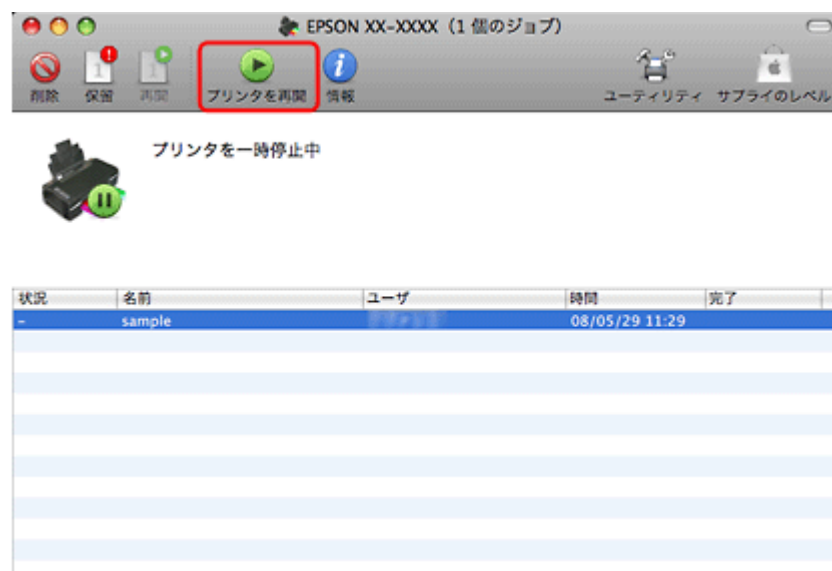 EPSON XX-XXXX（1 個のジョブ）
削除 保留 再開 プリンタを再開 情報 ユーティリティ サプライのレベル
プリンタを一時停止中
状況 名前 ユーザ 時間 完了
- sample 08/05/29 11:29